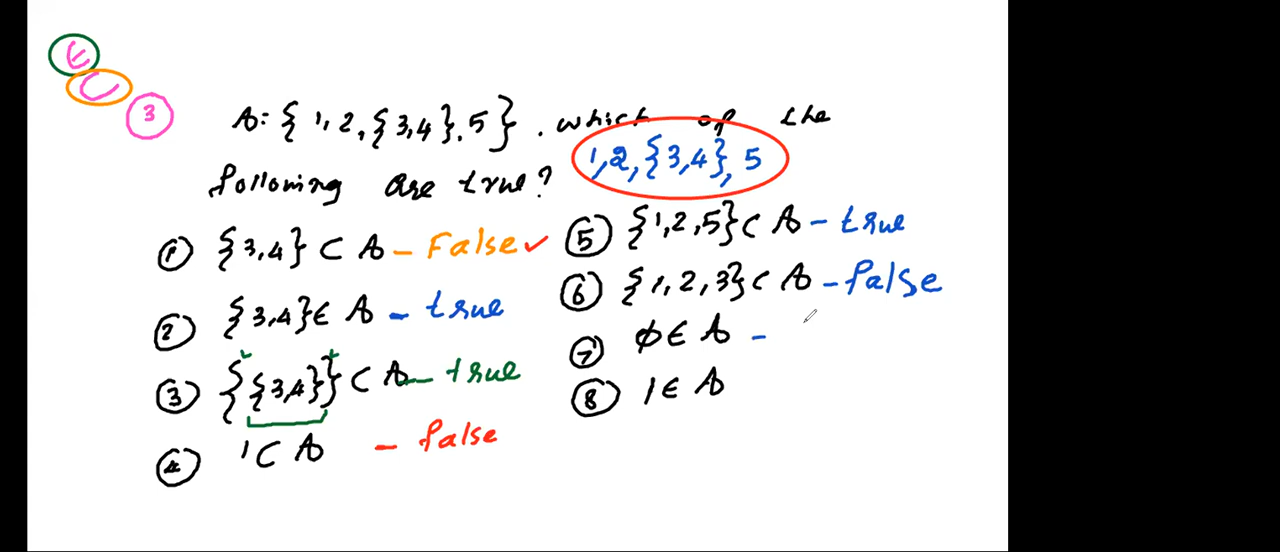 ∈
⊂
③
A: { 1, 2, {3,4}, 5 } . which of the
following are true? 1, 2, {3,4}, 5
① {3,4} ⊂ A – False ✓
② {3,4} ∈ A – true
③ {{3,4}} ⊂ A – true
④ 1 ⊂ A – false
⑤ {1,2,5} ⊂ A – true
⑥ {1,2,3} ⊂ A – false
⑦ ϕ ∈ A –
⑧ 1 ∈ A